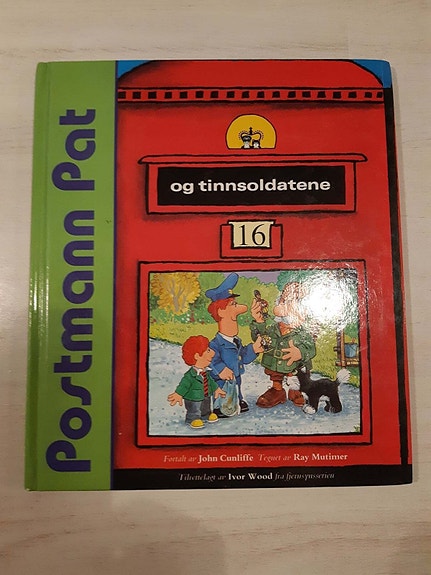 Postmann Pat
og tinnsoldatene
16
Fortalt av John Cunliffe Tegnet av Ray Mutimer
Tilrettelagt av Ivor Wood fra fjernsynsserien